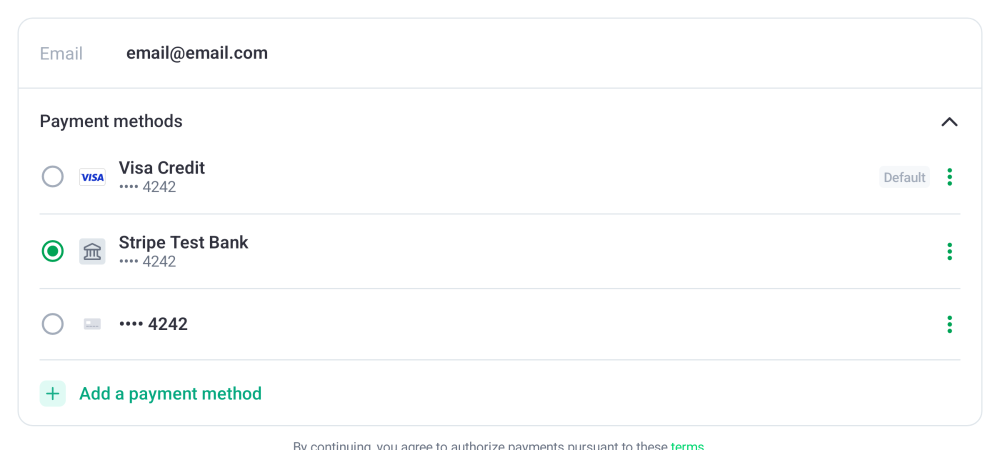 Email email@email.com
Payment methods
VISA Visa Credit
•••• 4242
Default
Stripe Test Bank
•••• 4242
•••• 4242
Add a payment method
By continuing, you agree to authorize payments pursuant to these terms